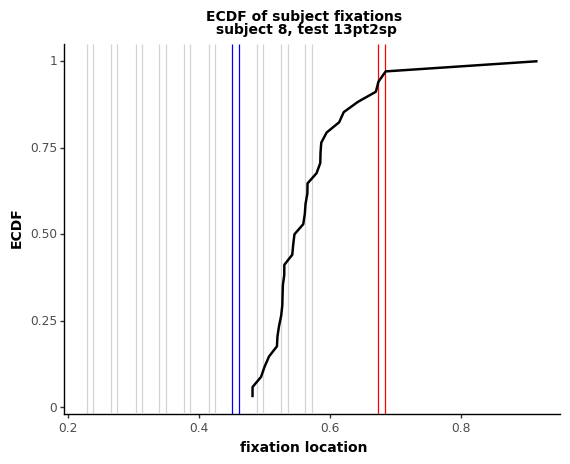 ECDF of subject fixations
subject 8, test 13pt2sp
1
0.75
0.50
0.25
0
ECDF
0.2
0.4
0.6
0.8
fixation location